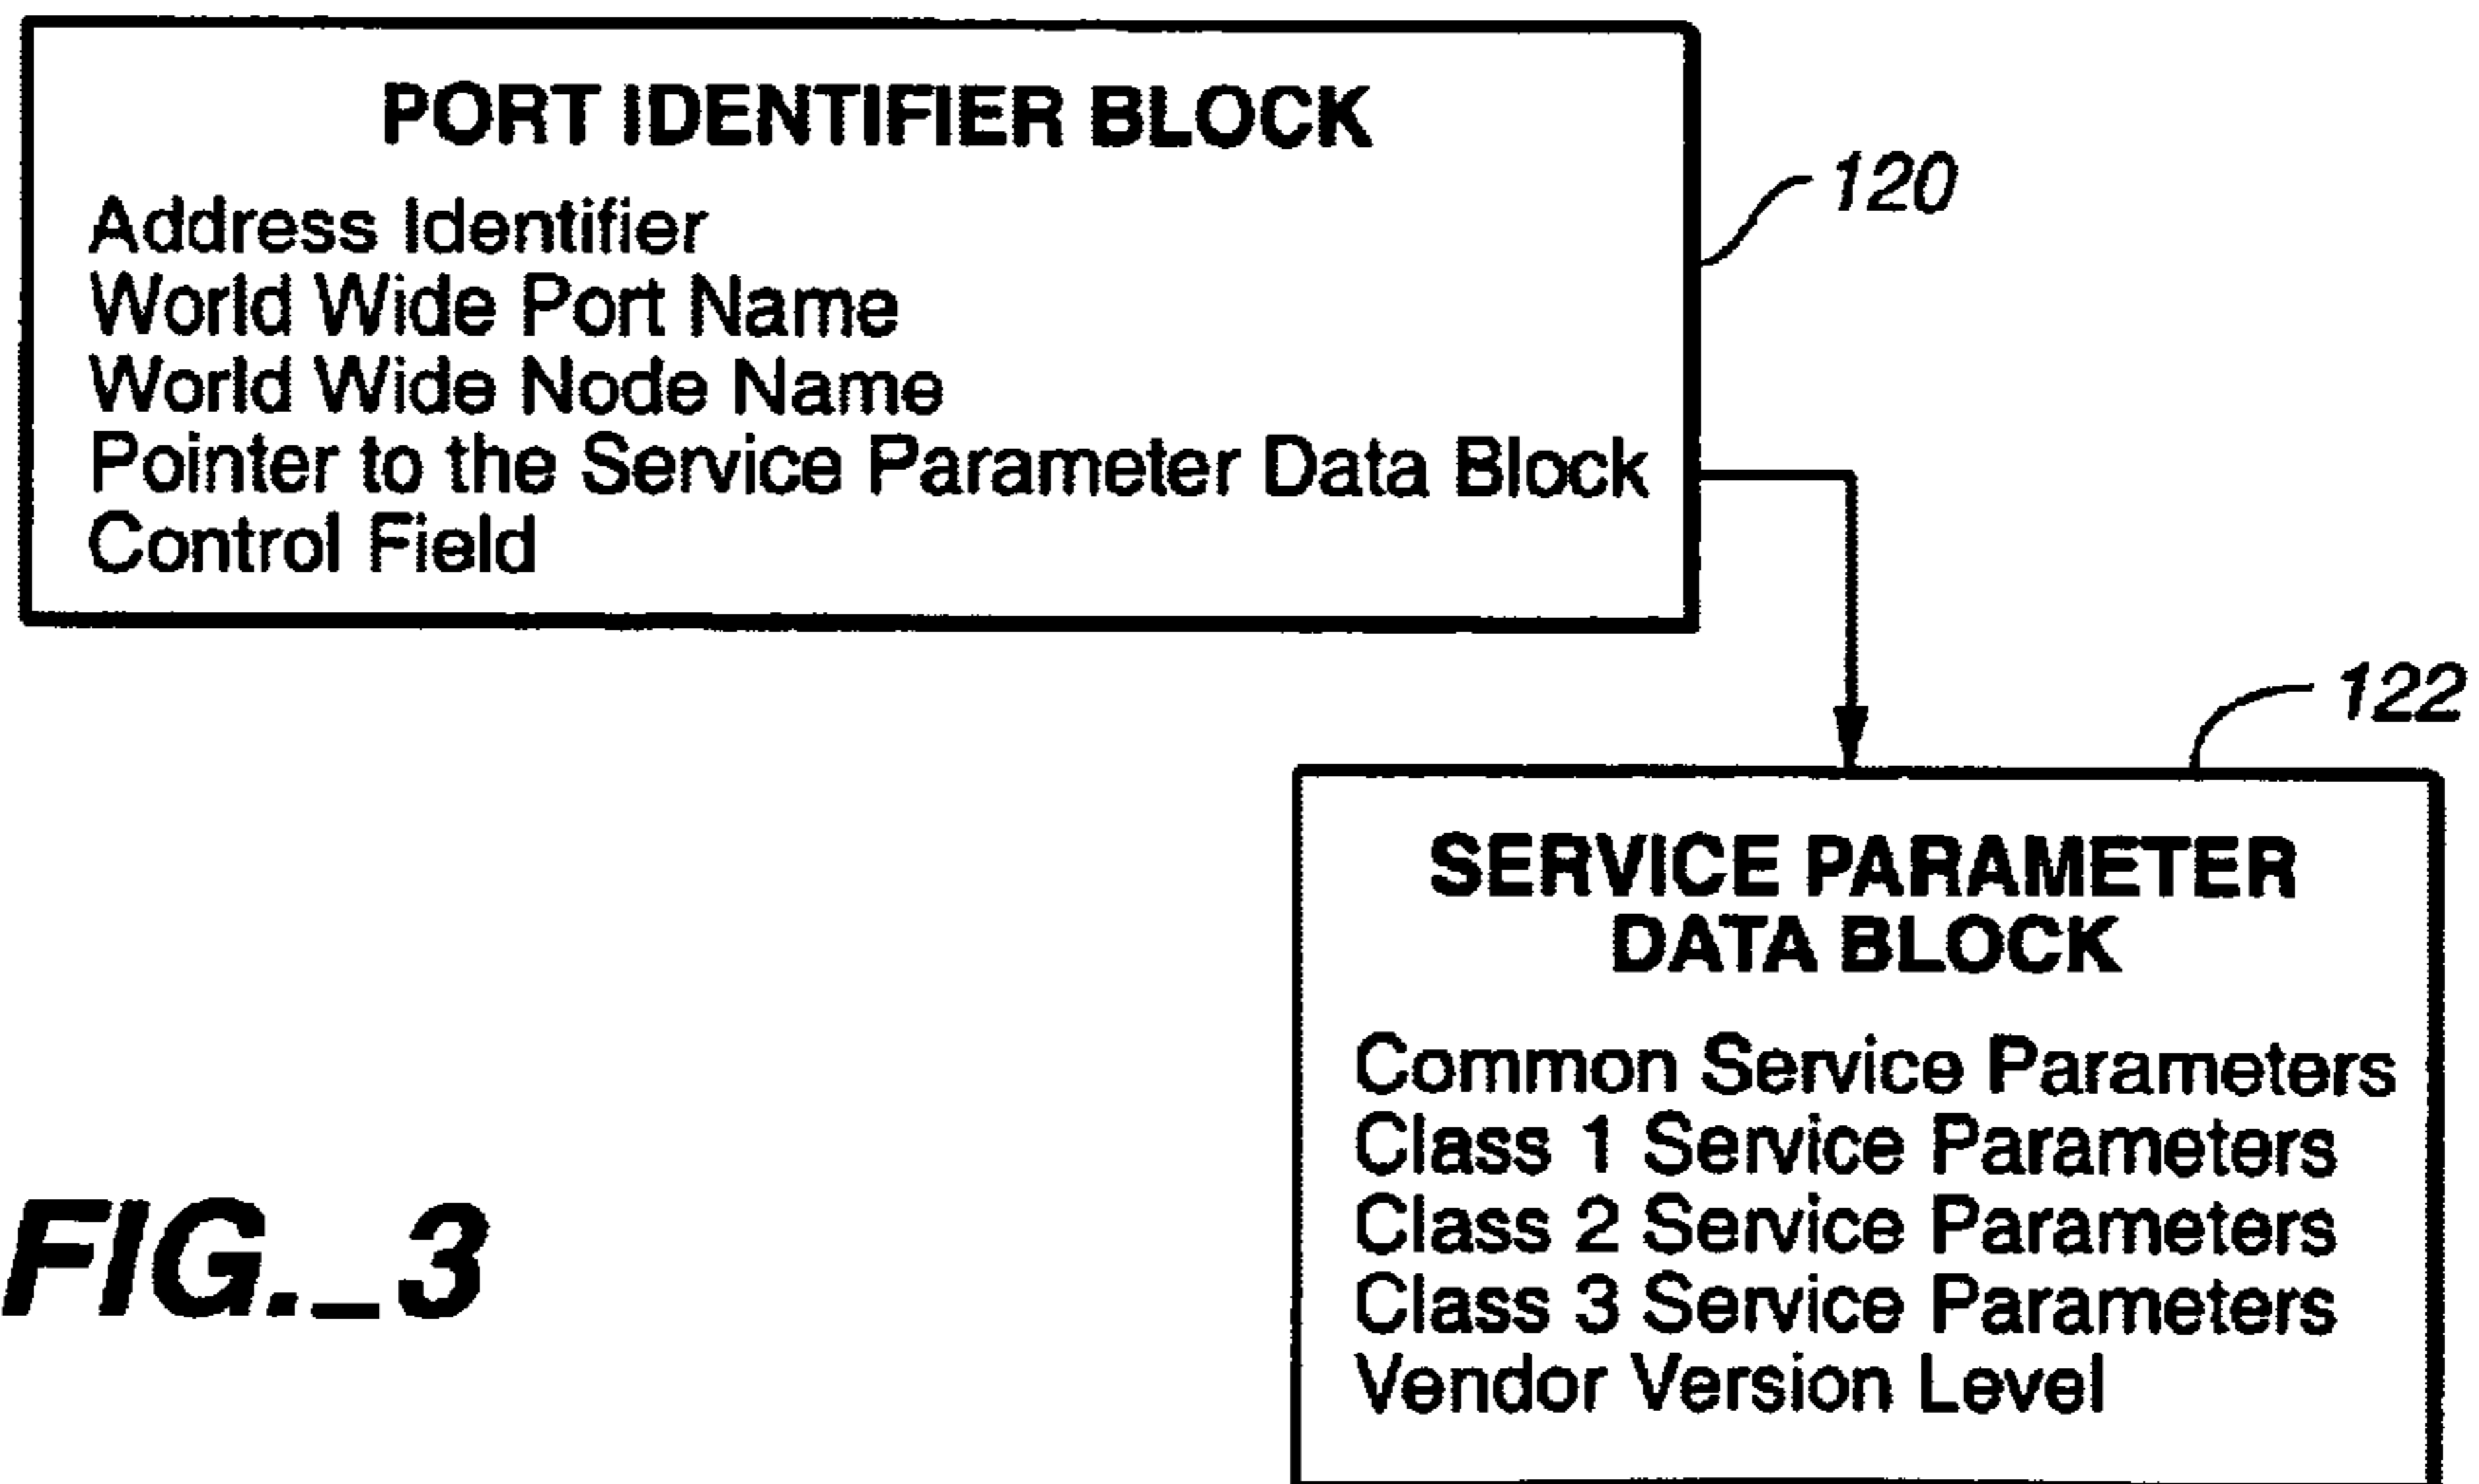 PORT IDENTIFIER BLOCK
Address Identifier
World Wide Port Name
World Wide Node Name
Pointer to the Service Parameter Data Block
Control Field
120
122
SERVICE PARAMETER
DATA BLOCK
Common Service Parameters
Class 1 Service Parameters
Class 2 Service Parameters
Class 3 Service Parameters
Vendor Version Level
FIG._3